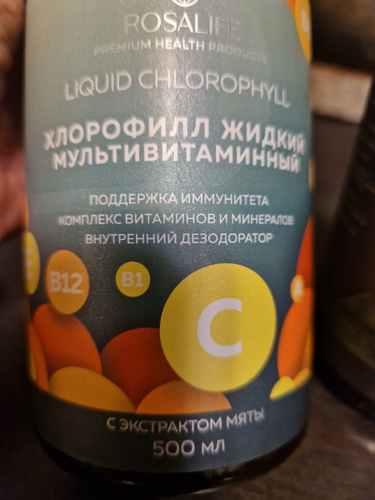 ROSALIFE
PREMIUM HEALTH PRODUCTS
LIQUID CHLOROPHYLL
ХЛОРОФИЛЛ ЖИДКИЙ
МУЛЬТИВИТАМИННЫЙ
ПОДДЕРЖКА ИММУНИТЕТА
КОМПЛЕКС ВИТАМИНОВ И МИНЕРАЛОВ
ВНУТРЕННИЙ ДЕЗОДОРАТОР
B12
B1
C
С ЭКСТРАКТОМ МЯТЫ
500 МЛ